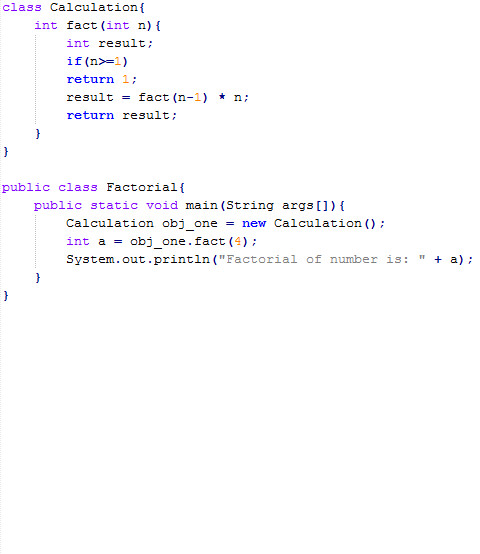 class Calculation{
    int fact(int n){
        int result;
        if(n>=1)
        return 1;
        result = fact(n-1) * n;
        return result;
    }
}

public class Factorial{
    public static void main(String args[]){
        Calculation obj_one = new Calculation();
        int a = obj_one.fact(4);
        System.out.println("Factorial of number is: " + a);
    }
}